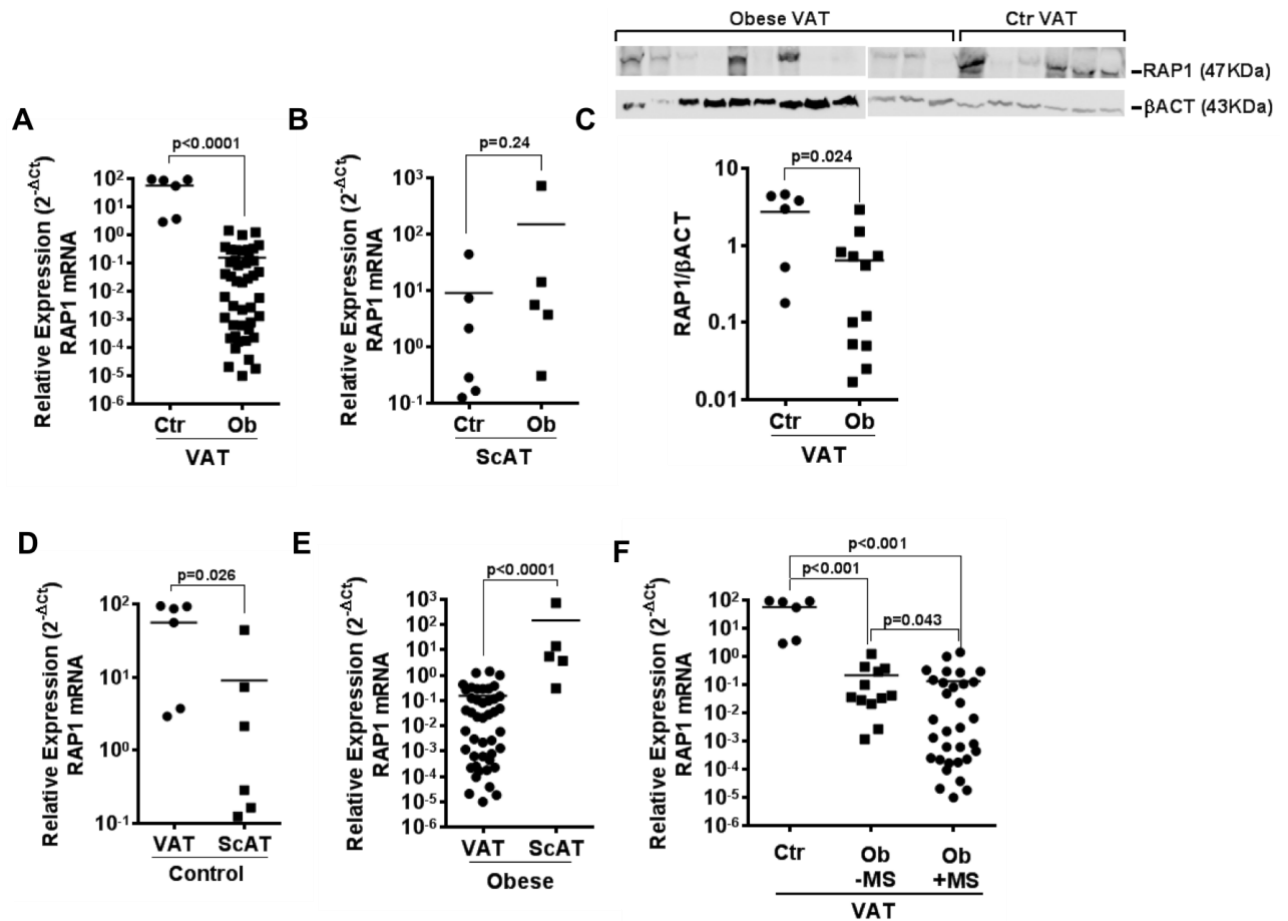 Obese VAT
Ctr VAT
–RAP1 (47KDa)
–βACT (43KDa)
A
p<0.0001
Relative Expression (2^-ΔCt)
RAP1 mRNA
10^2
10^1
10^0
10^-1
10^-2
10^-3
10^-4
10^-5
10^-6
Ctr
Ob
VAT
B
p=0.24
Relative Expression (2^-ΔCt)
RAP1 mRNA
10^3
10^2
10^1
10^0
10^-1
Ctr
Ob
ScAT
C
p=0.024
RAP1/βACT
10
1
0.1
0.01
Ctr
Ob
VAT
D
p=0.026
Relative Expression (2^-ΔCt)
RAP1 mRNA
10^2
10^1
10^0
10^-1
VAT
ScAT
Control
E
p<0.0001
Relative Expression (2^-ΔCt)
RAP1 mRNA
10^3
10^2
10^1
10^0
10^-1
10^-2
10^-3
10^-4
10^-5
10^-6
VAT
ScAT
Obese
F
p<0.001
p<0.001
p=0.043
Relative Expression (2^-ΔCt)
RAP1 mRNA
10^2
10^1
10^0
10^-1
10^-2
10^-3
10^-4
10^-5
10^-6
Ctr
Ob
-MS
Ob
+MS
VAT